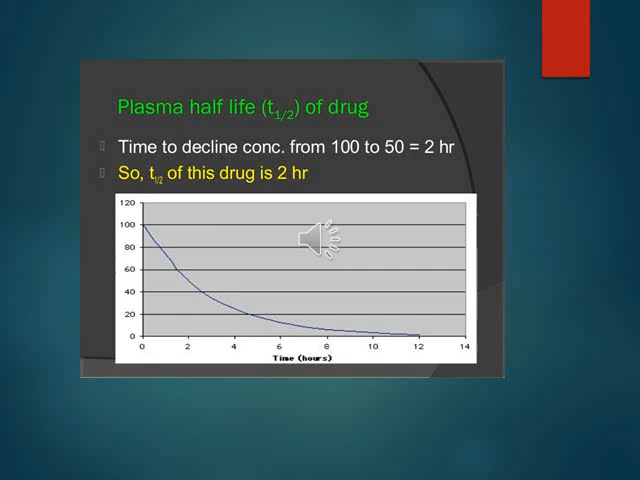 Plasma half life (t1/2) of drug
Time to decline conc. from 100 to 50 = 2 hr
So, t1/2 of this drug is 2 hr
120
100
80
60
40
20
0
0 2 4 6 8 10 12 14
Time (hours)